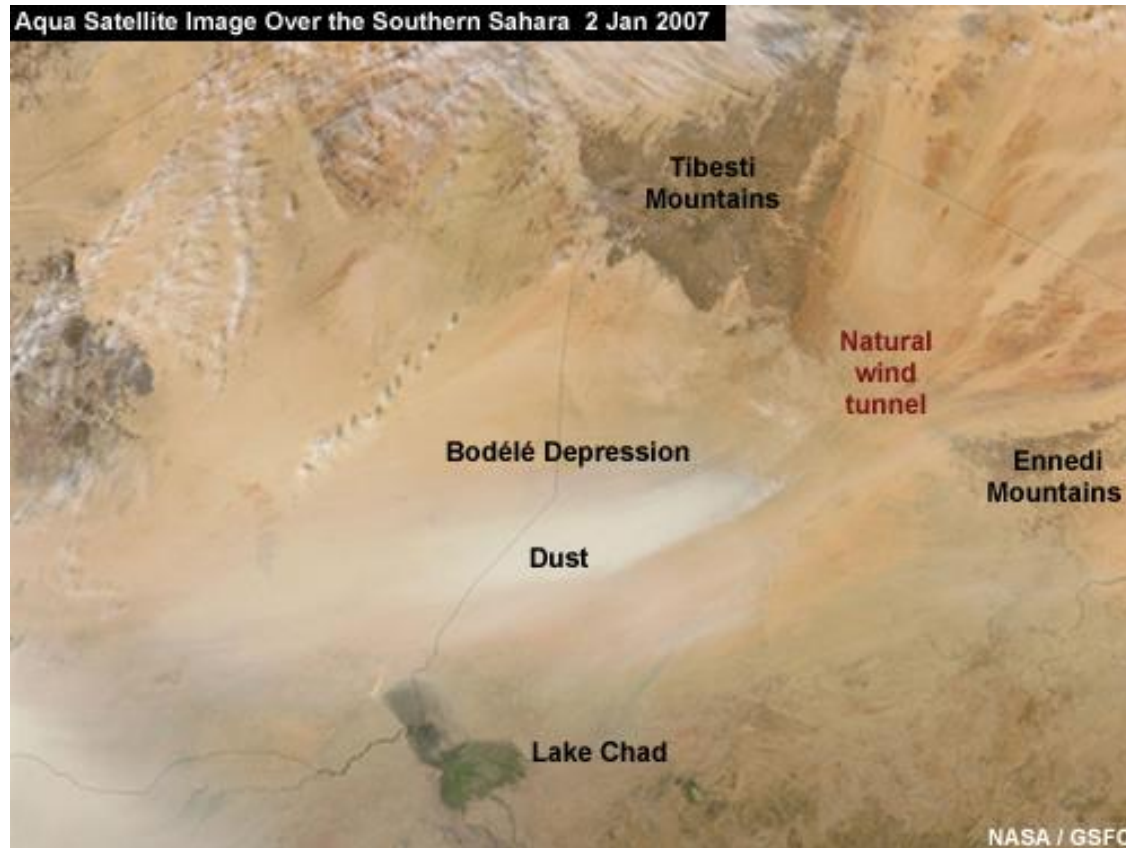 Aqua Satellite Image Over the Southern Sahara 2 Jan 2007
Tibesti
Mountains
Natural
wind
tunnel
Bodélé Depression
Ennedi
Mountains
Dust
Lake Chad
NASA / GSFC